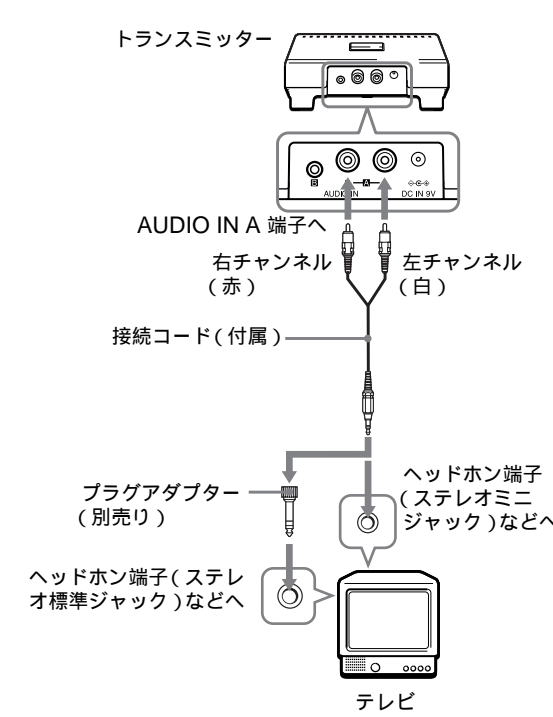 トランスミッター
B
A
AUDIO IN
DC IN 9V
AUDIO IN A 端子へ
右チャンネル
(赤)
左チャンネル
(白)
接続コード(付属)
ヘッドホン端子
(ステレオミニ
ジャック)などへ
プラグアダプター
(別売り)
ヘッドホン端子(ステレ
オ標準ジャック)などへ
テレビ